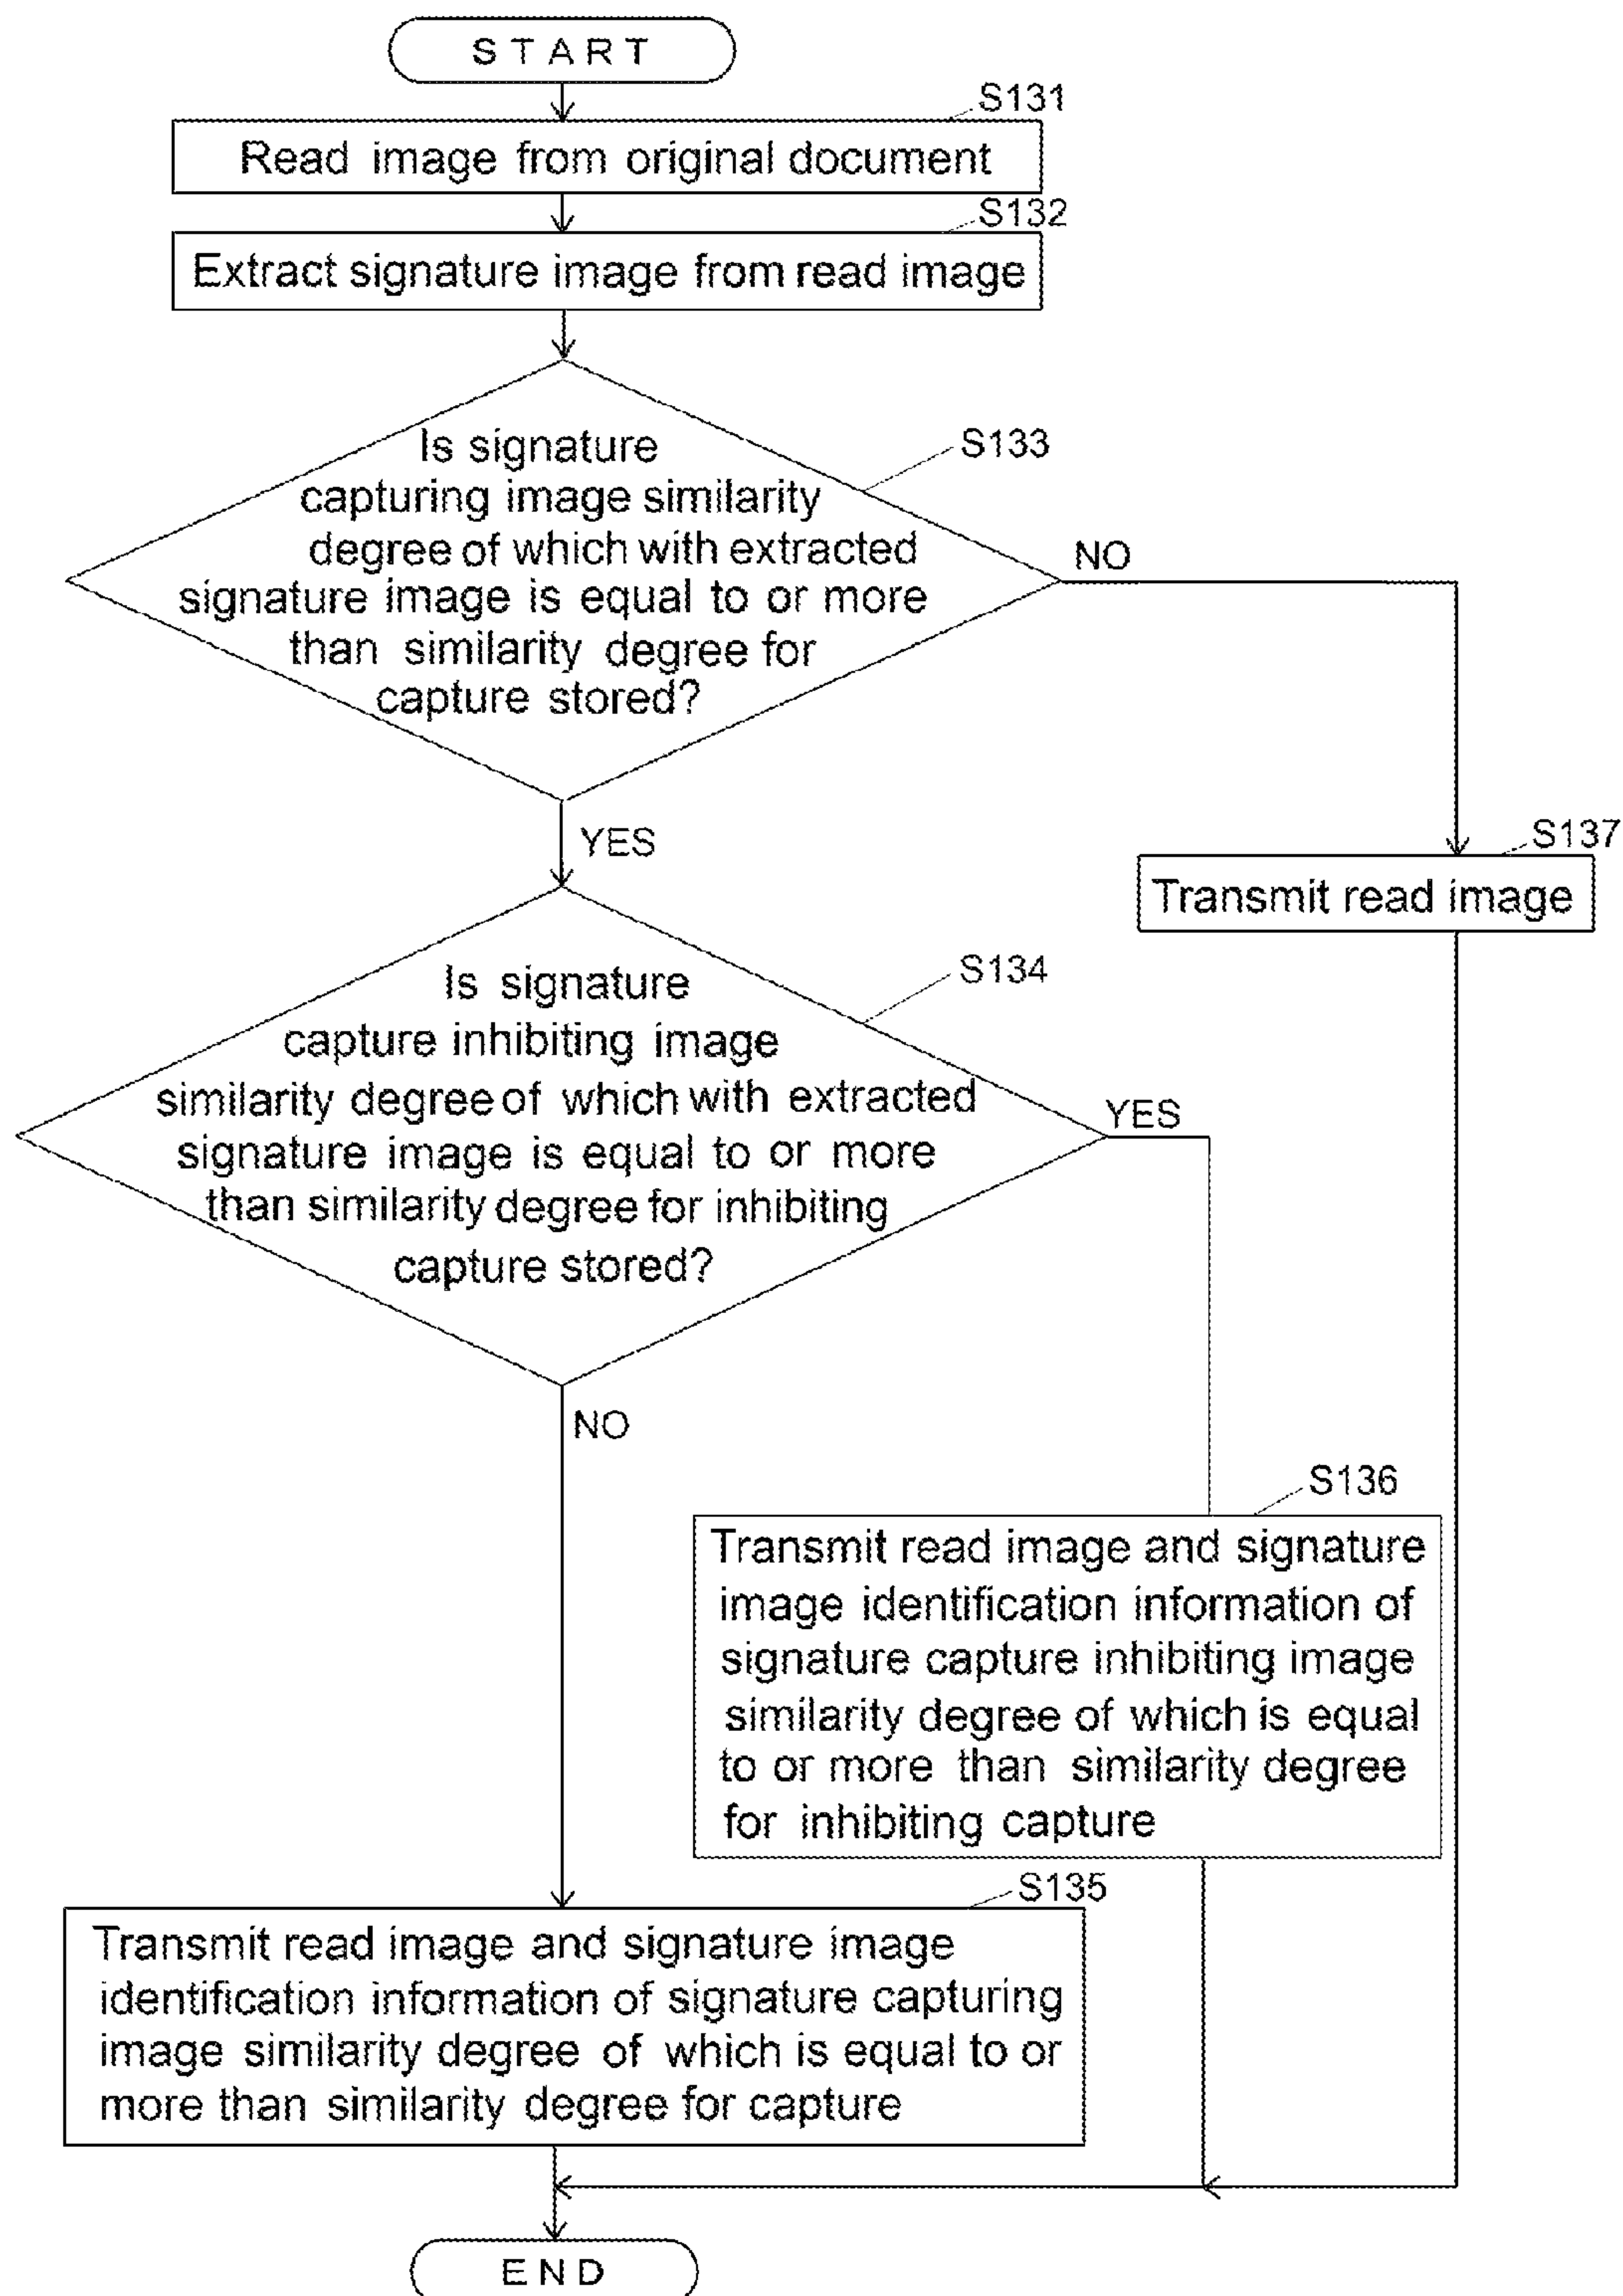 START
S131
Read image from original document
S132
Extract signature image from read image
S133
Is signature
capturing image similarity
degree of which with extracted
signature image is equal to or more
than similarity degree for
capture stored?
NO
YES
S137
Transmit read image
S134
Is signature
capture inhibiting image
similarity degree of which with extracted
signature image is equal to or more
than similarity degree for inhibiting
capture stored?
YES
NO
S136
Transmit read image and signature
image identification information of
signature capture inhibiting image
similarity degree of which is equal
to or more than similarity degree
for inhibiting capture
S135
Transmit read image and signature image
identification information of signature capturing
image similarity degree of which is equal to or
more than similarity degree for capture
END